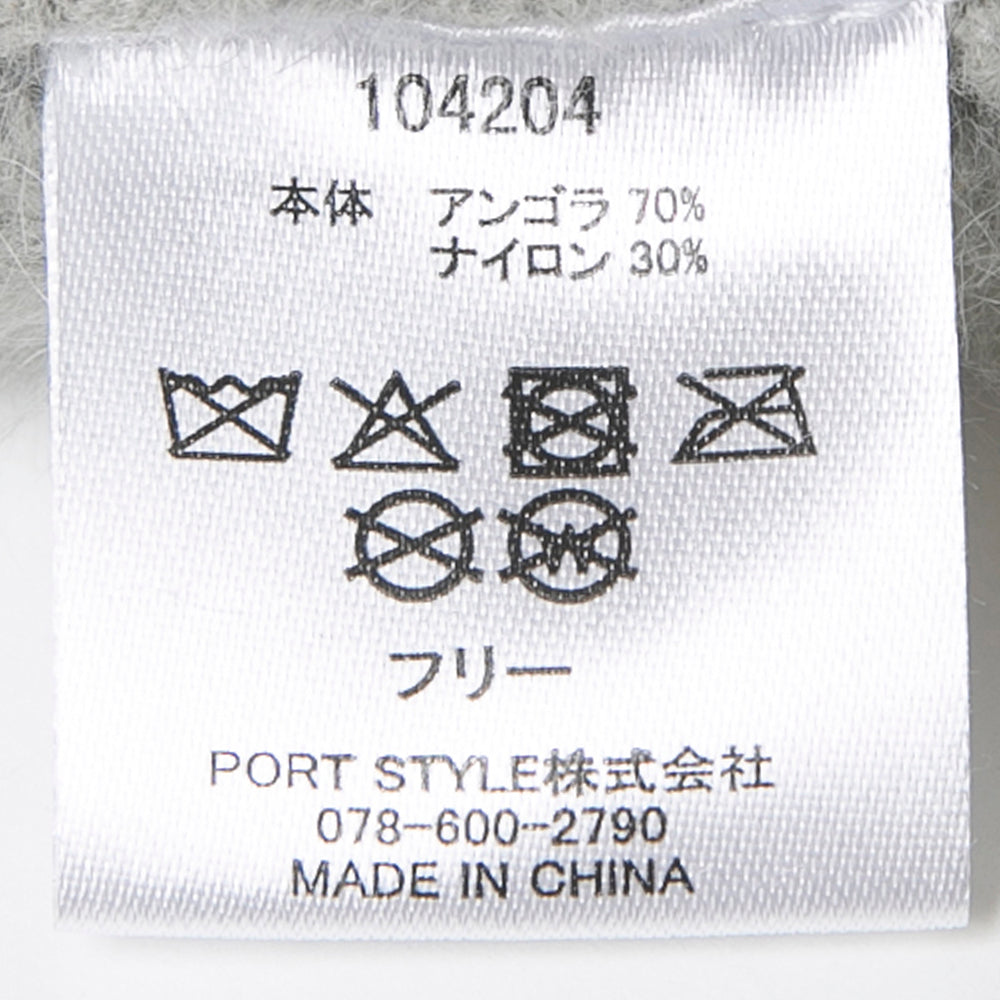 104204
本体 アンゴラ 70%
ナイロン 30%
W
フリー
PORT STYLE株式会社
078-600-2790
MADE IN CHINA